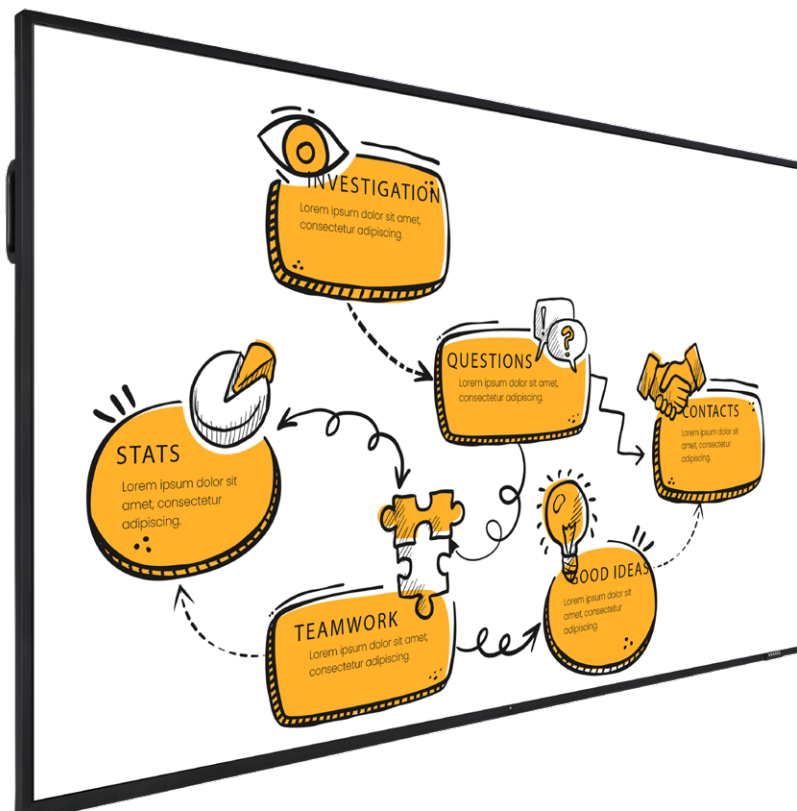 INVESTIGATION
Lorem ipsum dolor sit amet,
consectetur adipiscing.
QUESTIONS
Lorem ipsum dolor sit amet,
consectetur adipiscing.
CONTACTS
Lorem ipsum dolor sit
amet, consectetur
adipiscing.
STATS
Lorem ipsum dolor sit
amet, consectetur
adipiscing.
GOOD IDEAS
Lorem ipsum dolor sit
amet, consectetur
adipiscing.
TEAMWORK
Lorem ipsum dolor sit amet,
consectetur adipiscing.